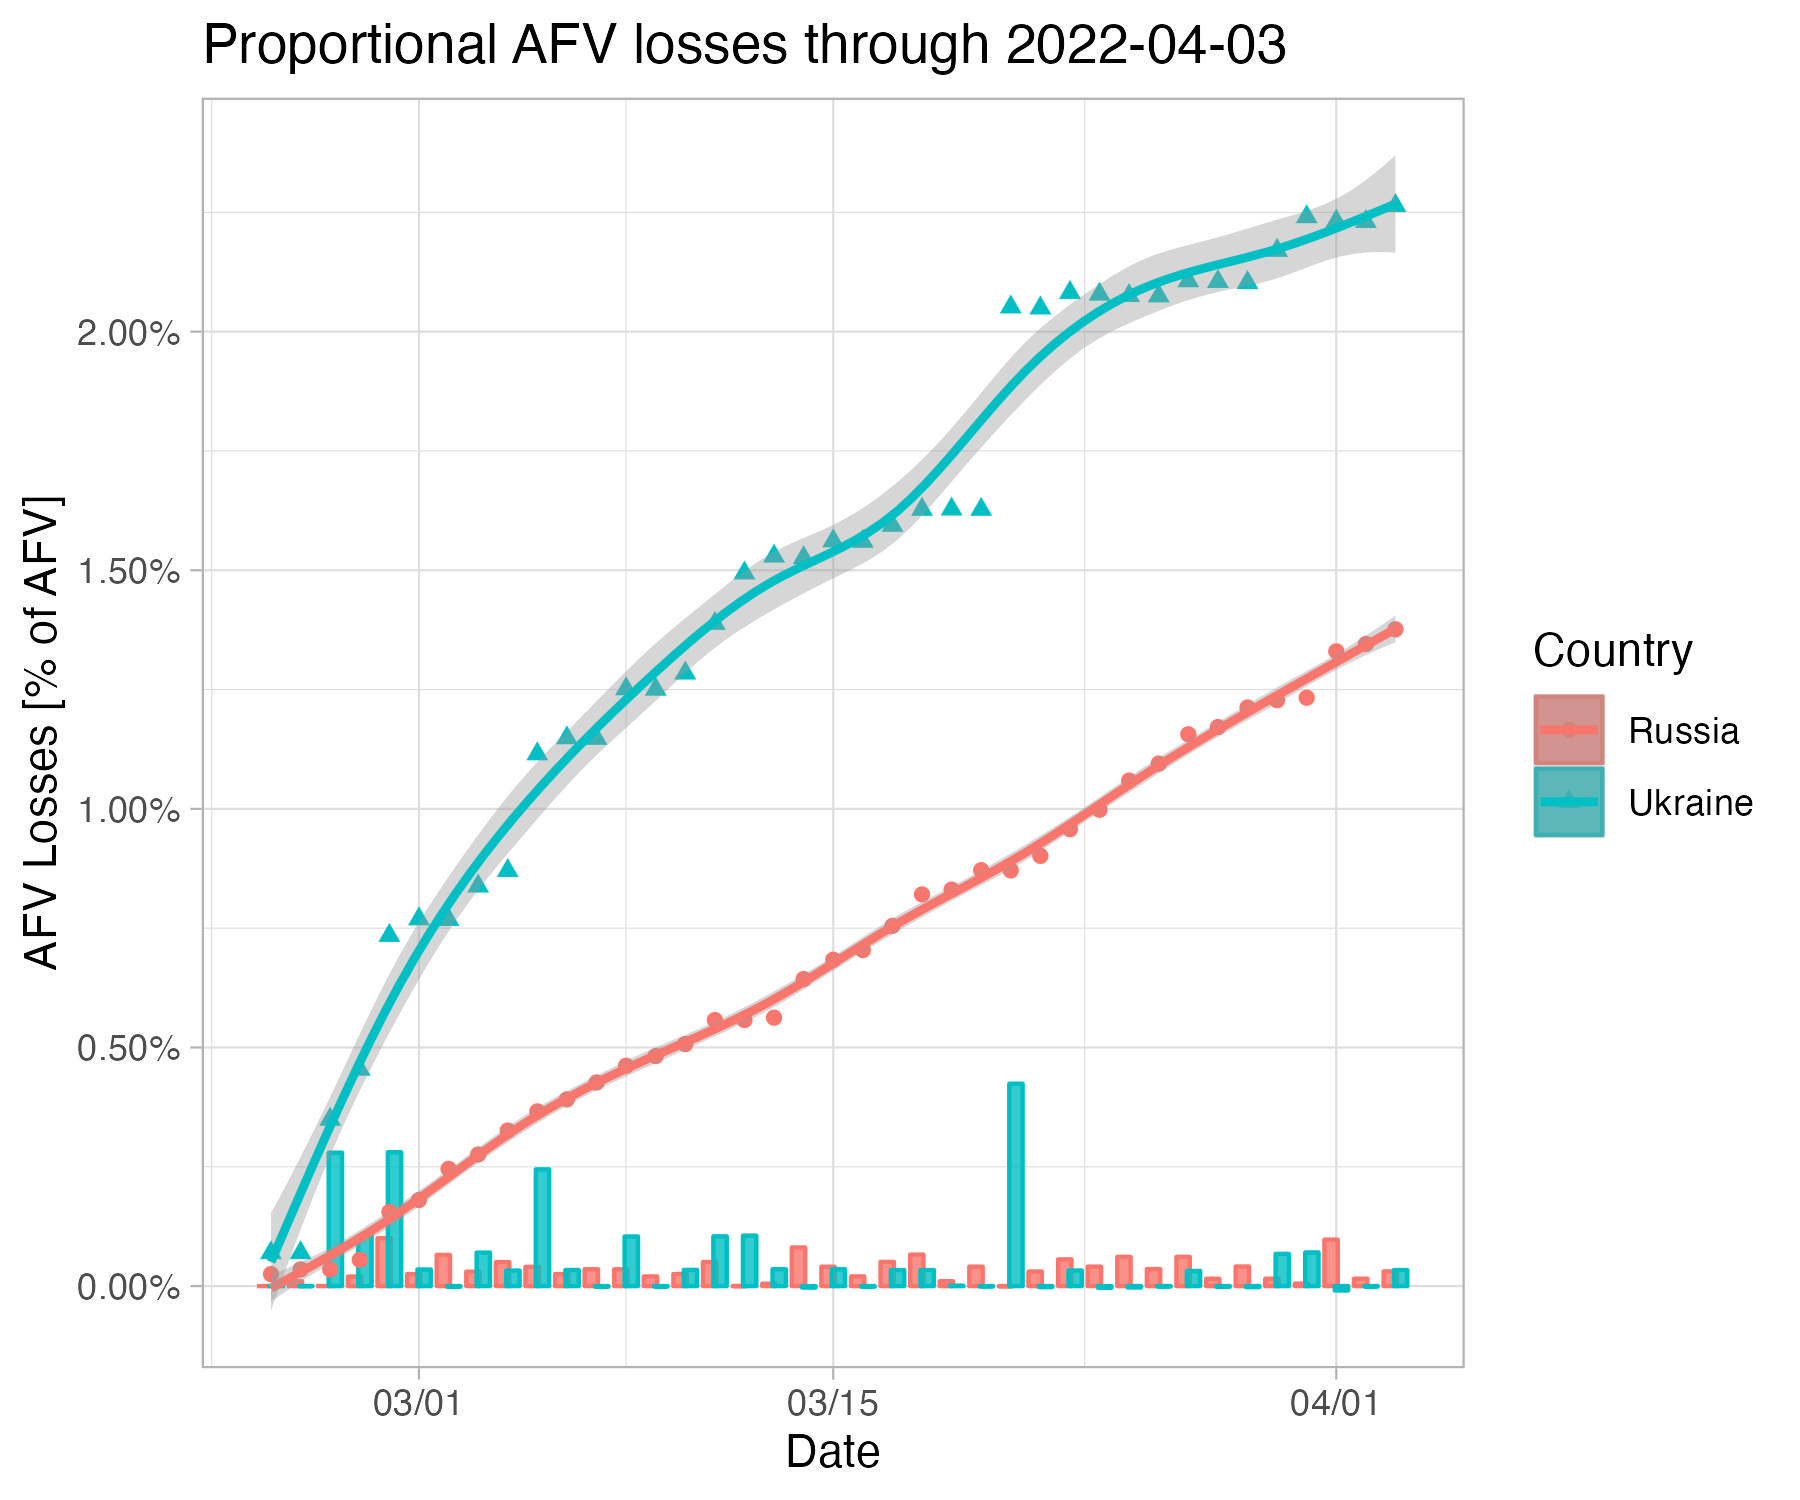 Proportional AFV losses through 2022-04-03
AFV Losses [% of AFV]
2.00%
1.50%
1.00%
0.50%
0.00%
03/01
03/15
04/01
Date
Country
Russia
Ukraine